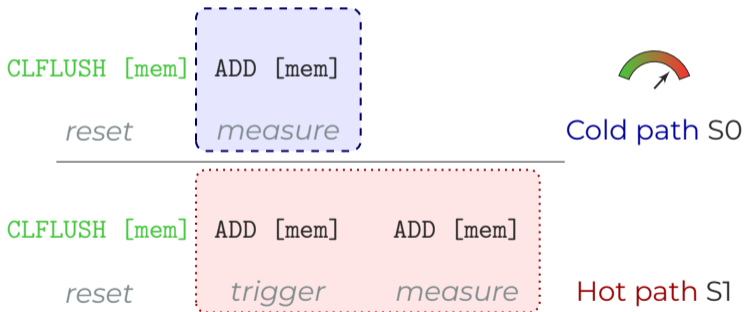 CLFLUSH [mem] ADD [mem]
reset measure Cold path S0
CLFLUSH [mem] ADD [mem] ADD [mem]
reset trigger measure Hot path S1